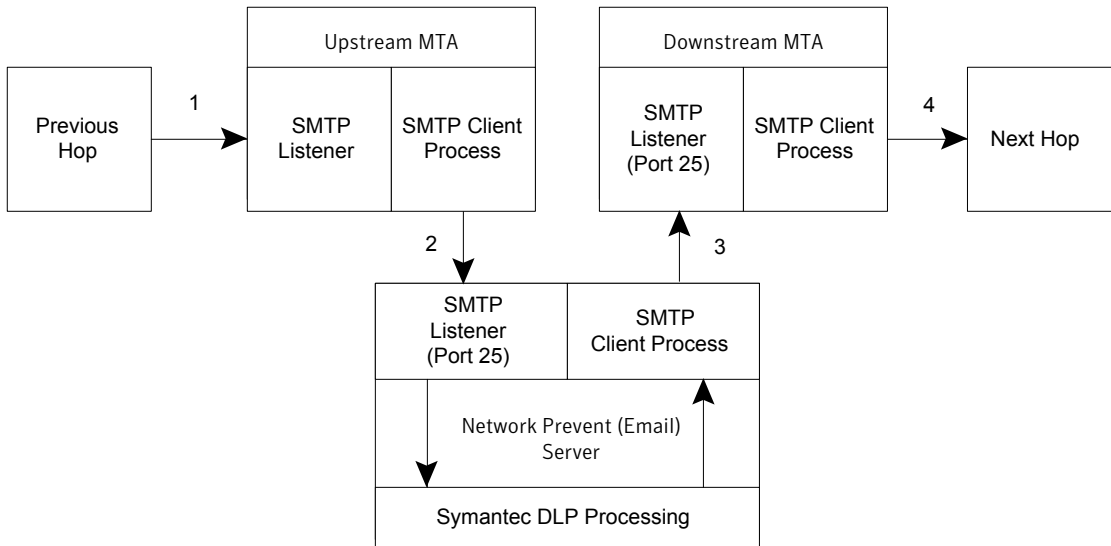 Upstream MTA
Downstream MTA
Previous
Hop
1
SMTP
Listener
SMTP Client
Process
SMTP
Listener
(Port 25)
SMTP Client
Process
4
Next Hop
2
3
SMTP
Listener
(Port 25)
SMTP
Client Process
Network Prevent (Email)
Server
Symantec DLP Processing